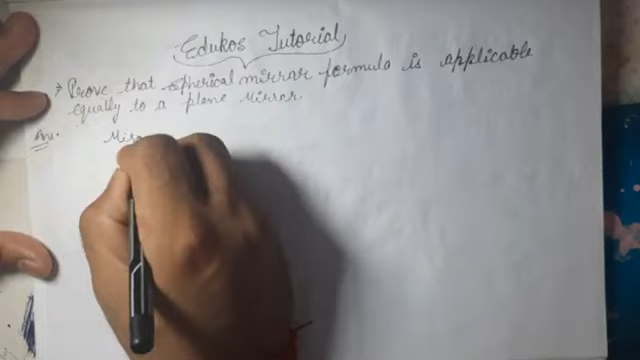 Edukos Tutorial
→ Prove that spherical mirror formula is applicable
equally to a plane Mirror.
Ans.